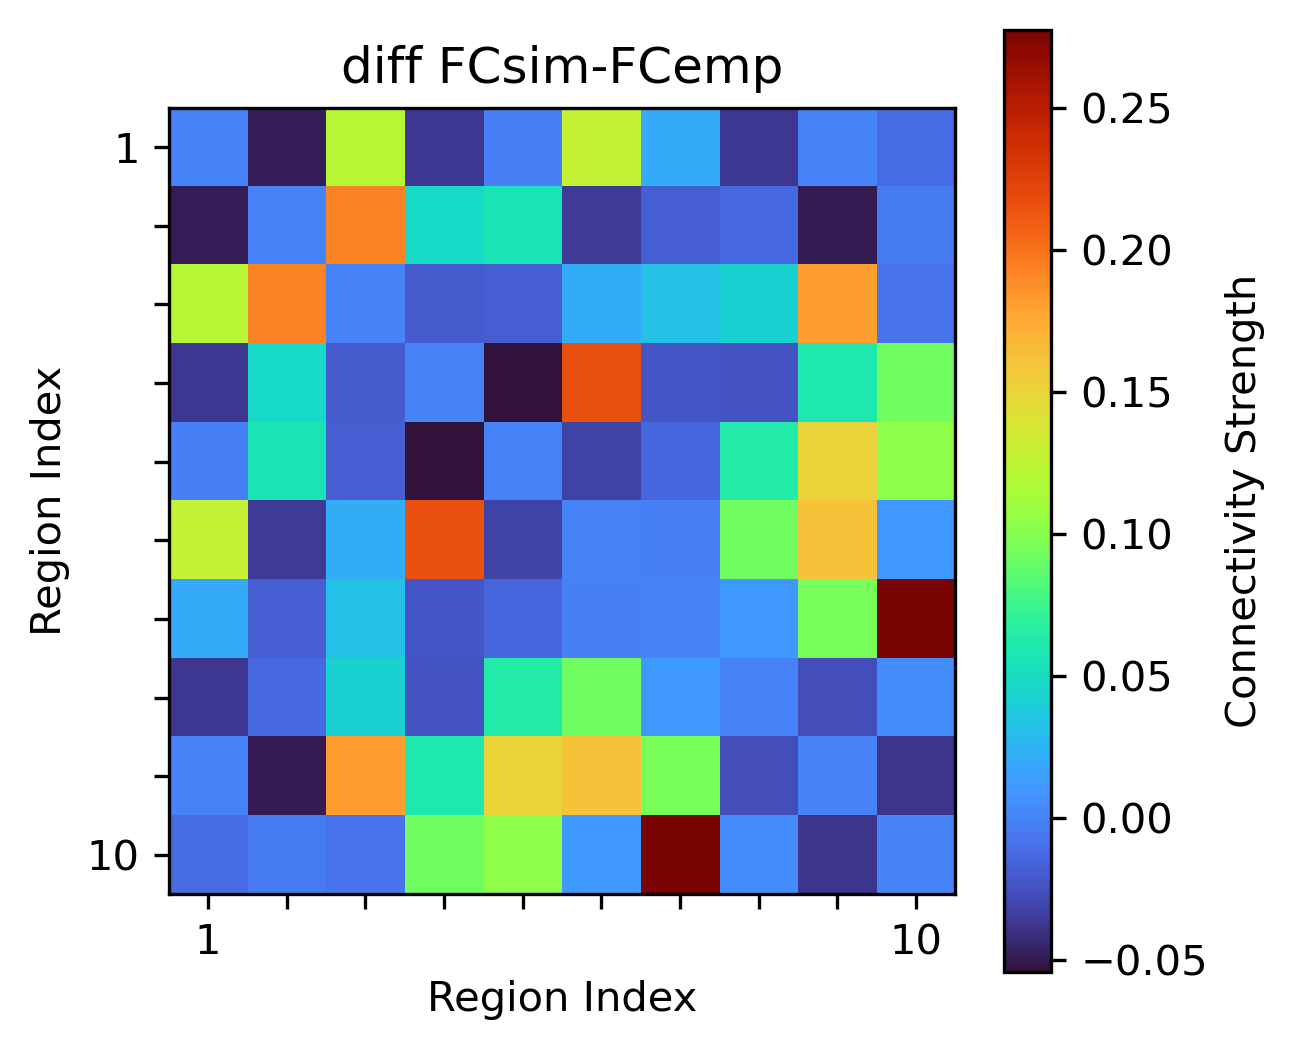 diff FCsim-FCemp
1
10
Region Index
1
10
Region Index
0.25
0.20
0.15
0.10
0.05
0.00
−0.05
Connectivity Strength